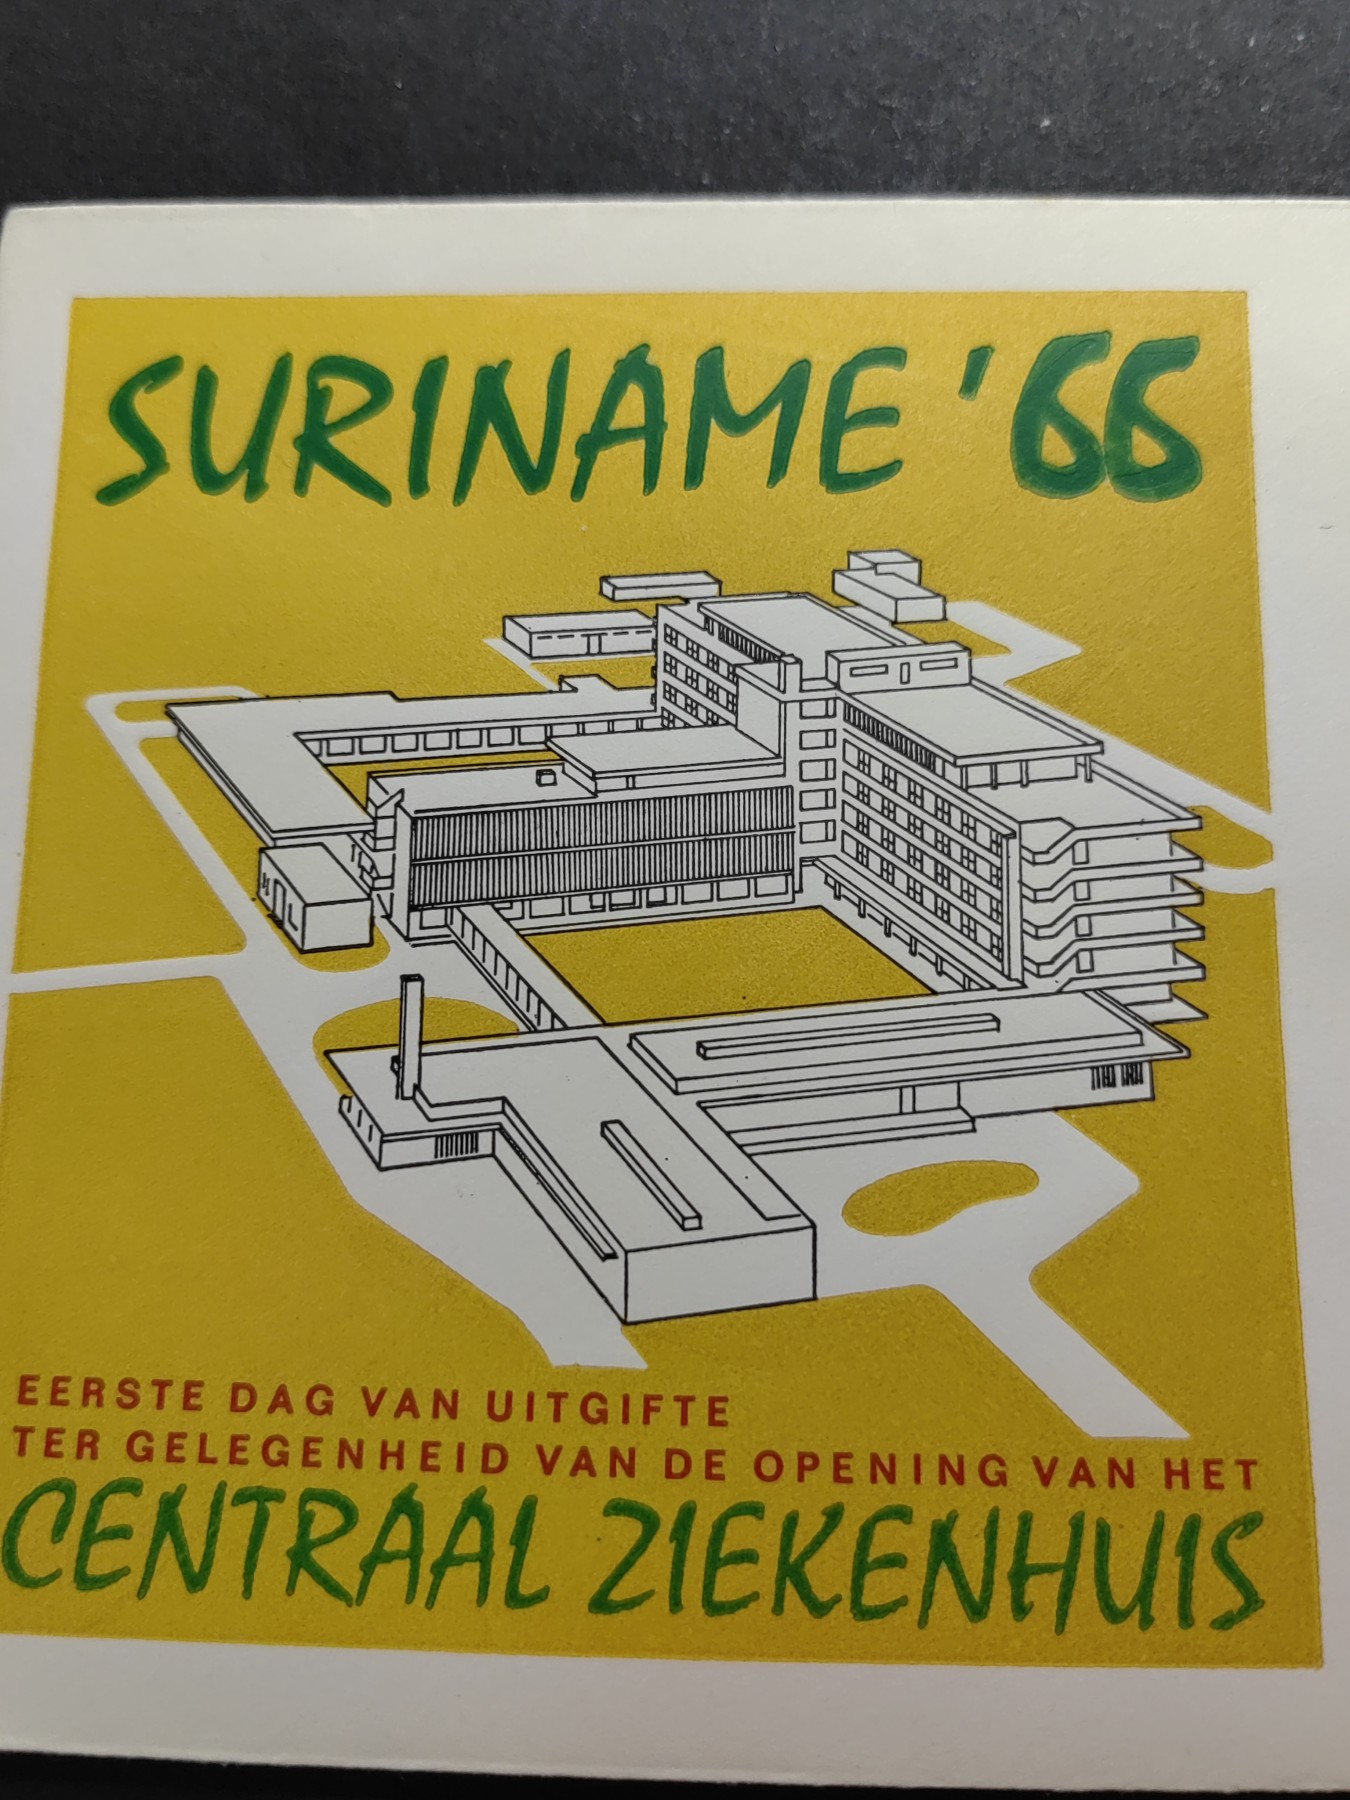 SURINAME '66
EERSTE DAG VAN UITGIFTE
TER GELEGENHEID VAN DE OPENING VAN HET
CENTRAAL ZIEKENHUIS